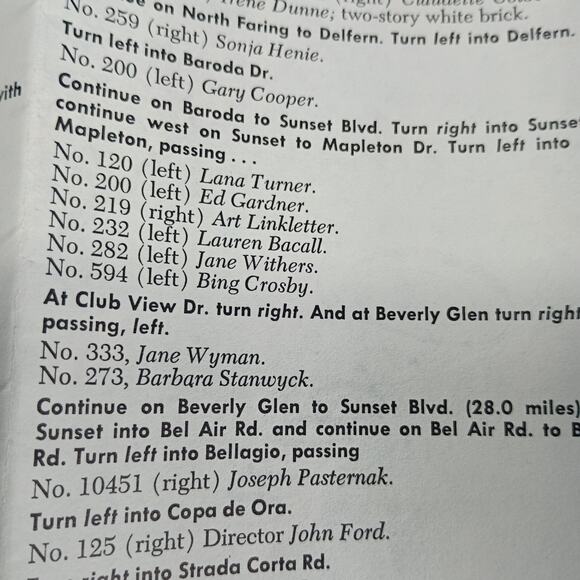 Irene Dunne; two-story white brick.
on North Faring to Delfern. Turn left into Delfern.
No. 259 (right) Sonja Henie.
Turn left into Baroda Dr.
No. 200 (left) Gary Cooper.
with
Continue on Baroda to Sunset Blvd. Turn right into Sunse
continue west on Sunset to Mapleton Dr. Turn left into
Mapleton, passing . . .
No. 120 (left) Lana Turner.
No. 200 (left) Ed Gardner.
No. 219 (right) Art Linkletter.
No. 232 (left) Lauren Bacall.
No. 282 (left) Jane Withers.
No. 594 (left) Bing Crosby.
At Club View Dr. turn right. And at Beverly Glen turn right
passing, left.
No. 333, Jane Wyman.
No. 273, Barbara Stanwyck.
Continue on Beverly Glen to Sunset Blvd. (28.0 miles)
Sunset into Bel Air Rd. and continue on Bel Air Rd. to B
Rd. Turn left into Bellagio, passing
No. 10451 (right) Joseph Pasternak.
Turn left into Copa de Ora.
No. 125 (right) Director John Ford.
right into Strada Corta Rd.